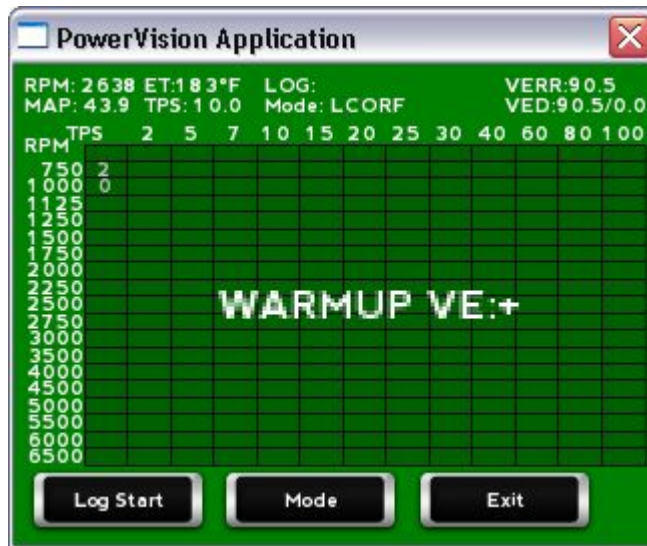 PowerVision Application
RPM: 2638 ET:183°F LOG: VERR:90.5
MAP: 43.9 TPS:10.0 Mode: LCORF VED:90.5/0.0
TPS 2 5 7 10 15 20 25 30 40 60 80 100
RPM
750 2
1000 0
1125
1250
1500
1750
2000
2250
2500
WARMUP VE:+
2750
3000
3500
4000
4500
5000
5500
6000
6500
Log Start Mode Exit